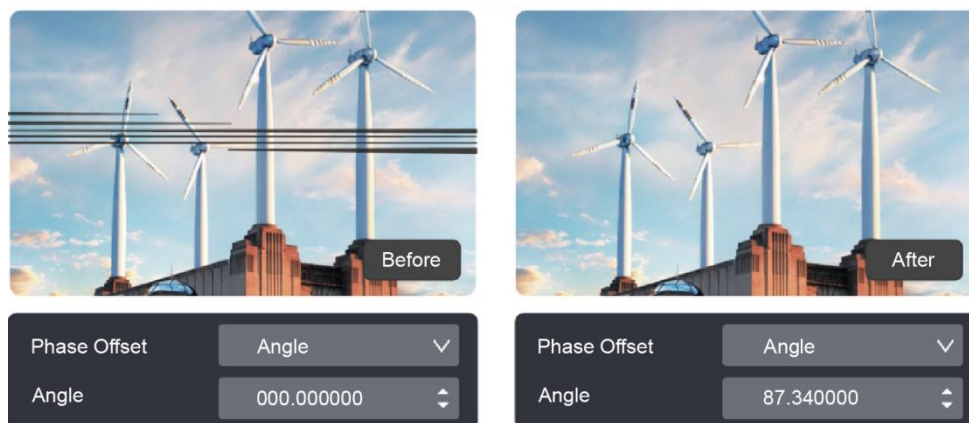 Before
After
Phase Offset
Angle
Angle
000.000000
Phase Offset
Angle
Angle
87.340000